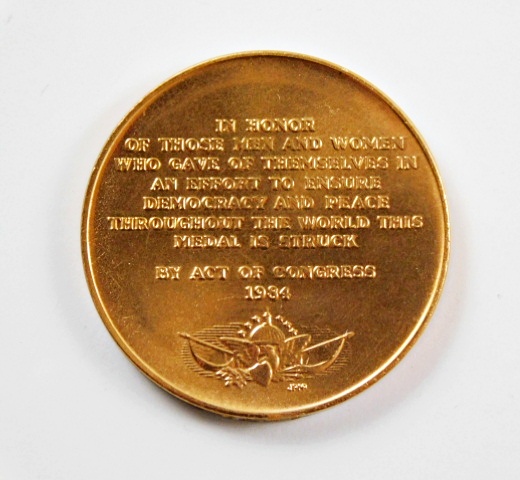 IN HONOR
OF THOSE MEN AND WOMEN
WHO GAVE OF THEMSELVES IN
AN EFFORT TO ENSURE
DEMOCRACY AND PEACE
THROUGHOUT THE WORLD THIS
MEDAL IS STRUCK
BY ACT OF CONGRESS
1984